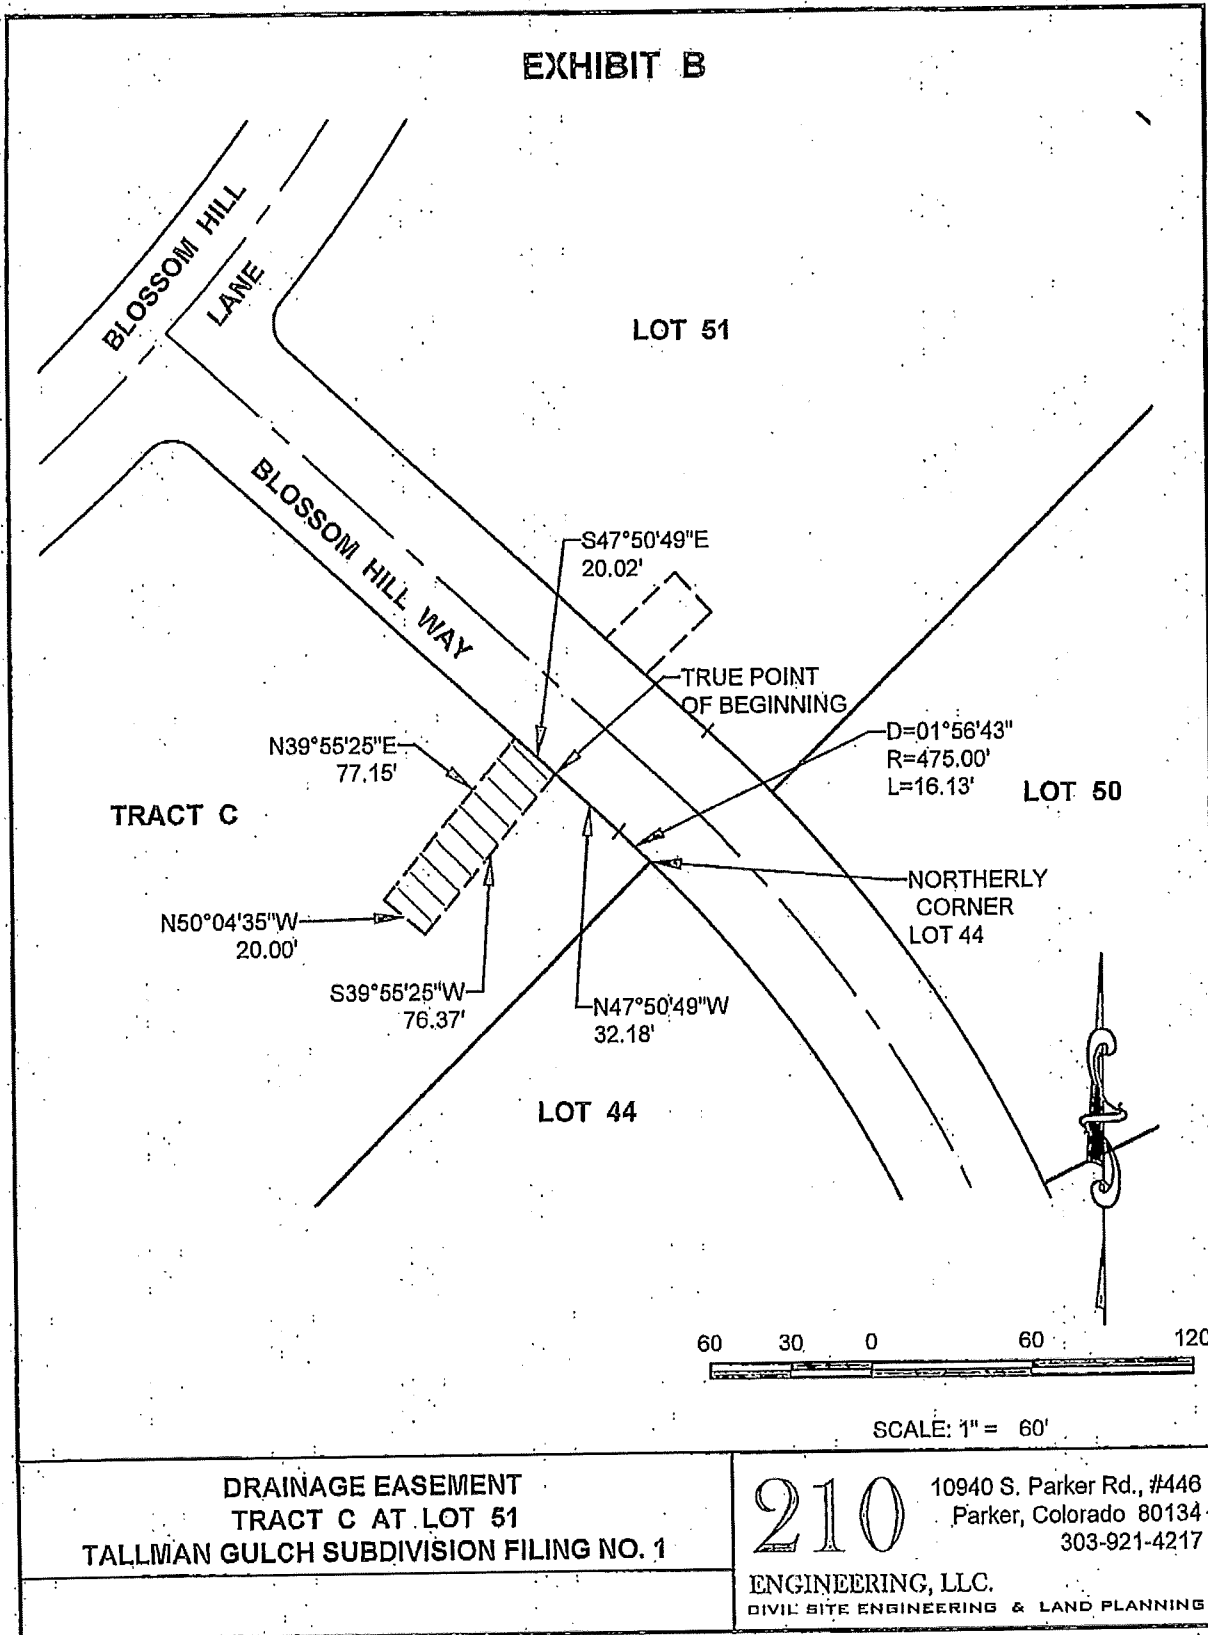 EXHIBIT B
BLOSSOM HILL
LANE
LOT 51
BLOSSOM HILL WAY
S47°50'49"E
20.02'
TRUE POINT
OF BEGINNING
N39°55'25"E
77.15'
D=01°56'43"
R=475.00'
L=16.13'
TRACT C
LOT 50
NORTHERLY
CORNER
LOT 44
N50°04'35"W
20.00'
S39°55'25"W
76.37'
N47°50'49"W
32.18'
LOT 44
60 30 0 60 120
SCALE: 1" = 60'
DRAINAGE EASEMENT
TRACT C AT LOT 51
TALLMAN GULCH SUBDIVISION FILING NO. 1
210
10940 S. Parker Rd., #446
Parker, Colorado 80134
303-921-4217
ENGINEERING, LLC.
CIVIL SITE ENGINEERING & LAND PLANNING